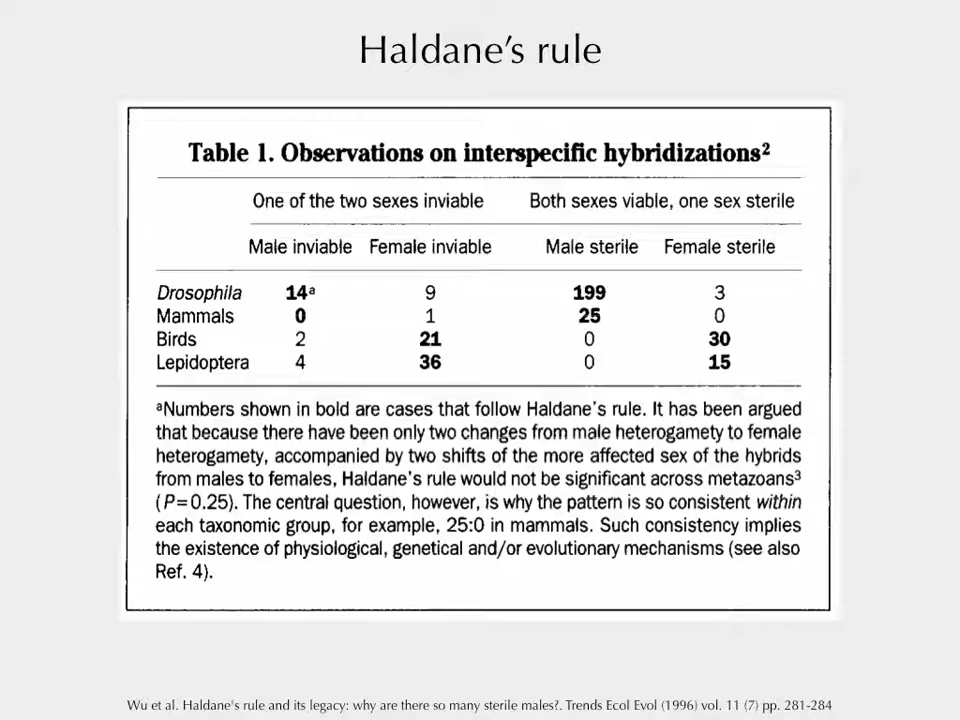 Haldane's rule
Table 1. Observations on interspecific hybridizations²
One of the two sexes inviable Both sexes viable, one sex sterile
Male inviable Female inviable Male sterile Female sterile
Drosophila 14ᵃ 9 199 3
Mammals 0 1 25 0
Birds 2 21 0 30
Lepidoptera 4 36 0 15
ᵃNumbers shown in bold are cases that follow Haldane's rule. It has been argued
that because there have been only two changes from male heterogamety to female
heterogamety, accompanied by two shifts of the more affected sex of the hybrids
from males to females, Haldane's rule would not be significant across metazoans³
(P=0.25). The central question, however, is why the pattern is so consistent within
each taxonomic group, for example, 25:0 in mammals. Such consistency implies
the existence of physiological, genetical and/or evolutionary mechanisms (see also
Ref. 4).
Wu et al. Haldane's rule and its legacy: why are there so many sterile males?. Trends Ecol Evol (1996) vol. 11 (7) pp. 281-284